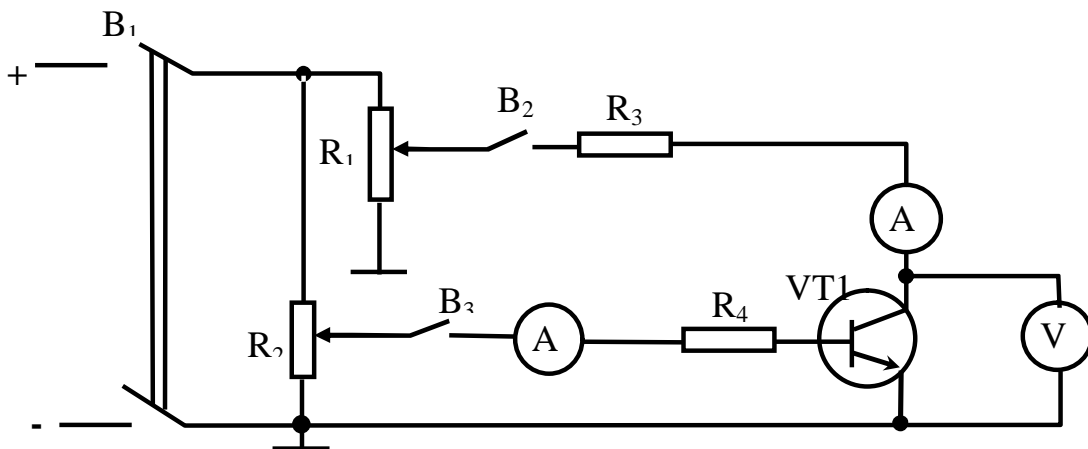 B₁
+
B₂
R₃
R₁
A
B₃
VT1
R₄
R₂
A
V
-